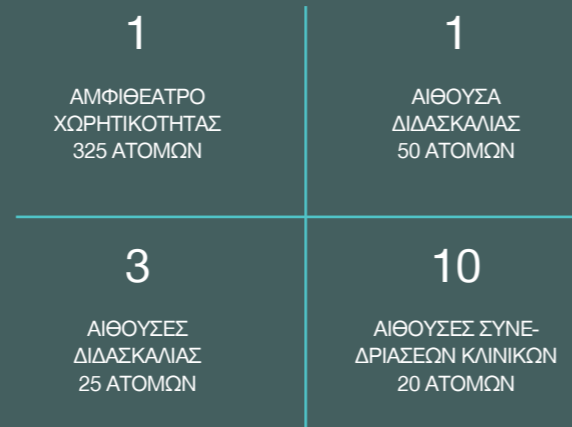 1
ΑΜΦΙΘΕΑΤΡΟ
ΧΩΡΗΤΙΚΟΤΗΤΑΣ
325 ΑΤΟΜΩΝ
1
ΑΙΘΟΥΣΑ
ΔΙΔΑΣΚΑΛΙΑΣ
50 ΑΤΟΜΩΝ
3
ΑΙΘΟΥΣΕΣ
ΔΙΔΑΣΚΑΛΙΑΣ
25 ΑΤΟΜΩΝ
10
ΑΙΘΟΥΣΕΣ ΣΥΝΕ-
ΔΡΙΑΣΕΩΝ ΚΛΙΝΙΚΩΝ
20 ΑΤΟΜΩΝ